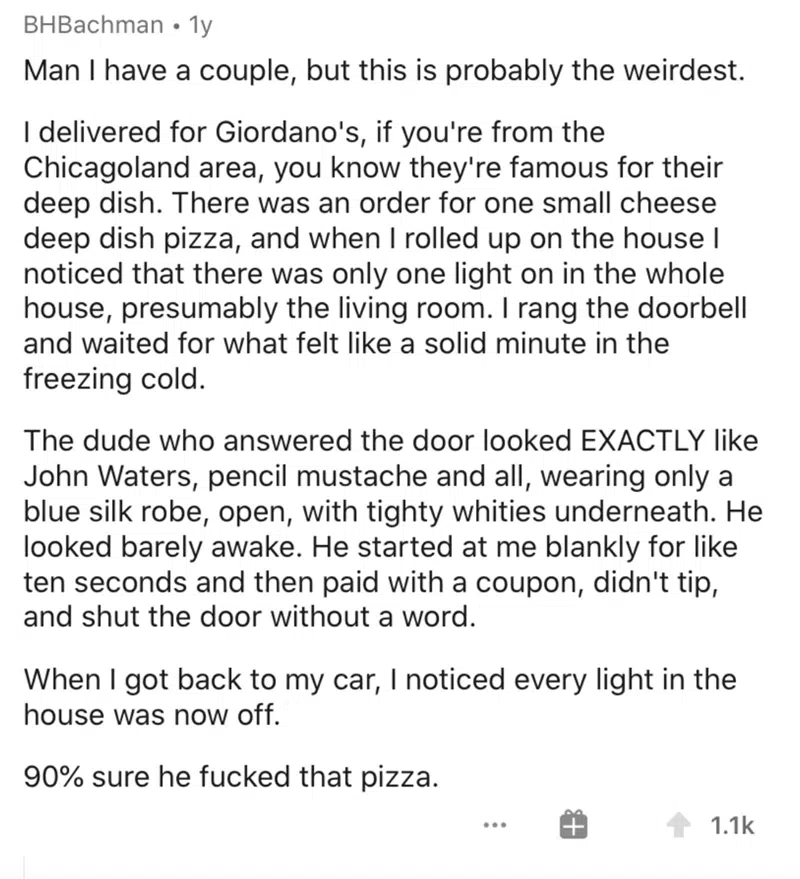 BHBachman • 1y
Man I have a couple, but this is probably the weirdest.
I delivered for Giordano's, if you're from the
Chicagoland area, you know they're famous for their
deep dish. There was an order for one small cheese
deep dish pizza, and when I rolled up on the house I
noticed that there was only one light on in the whole
house, presumably the living room. I rang the doorbell
and waited for what felt like a solid minute in the
freezing cold.
The dude who answered the door looked EXACTLY like
John Waters, pencil mustache and all, wearing only a
blue silk robe, open, with tighty whities underneath. He
looked barely awake. He started at me blankly for like
ten seconds and then paid with a coupon, didn't tip,
and shut the door without a word.
When I got back to my car, I noticed every light in the
house was now off.
90% sure he fucked that pizza.
1.1k